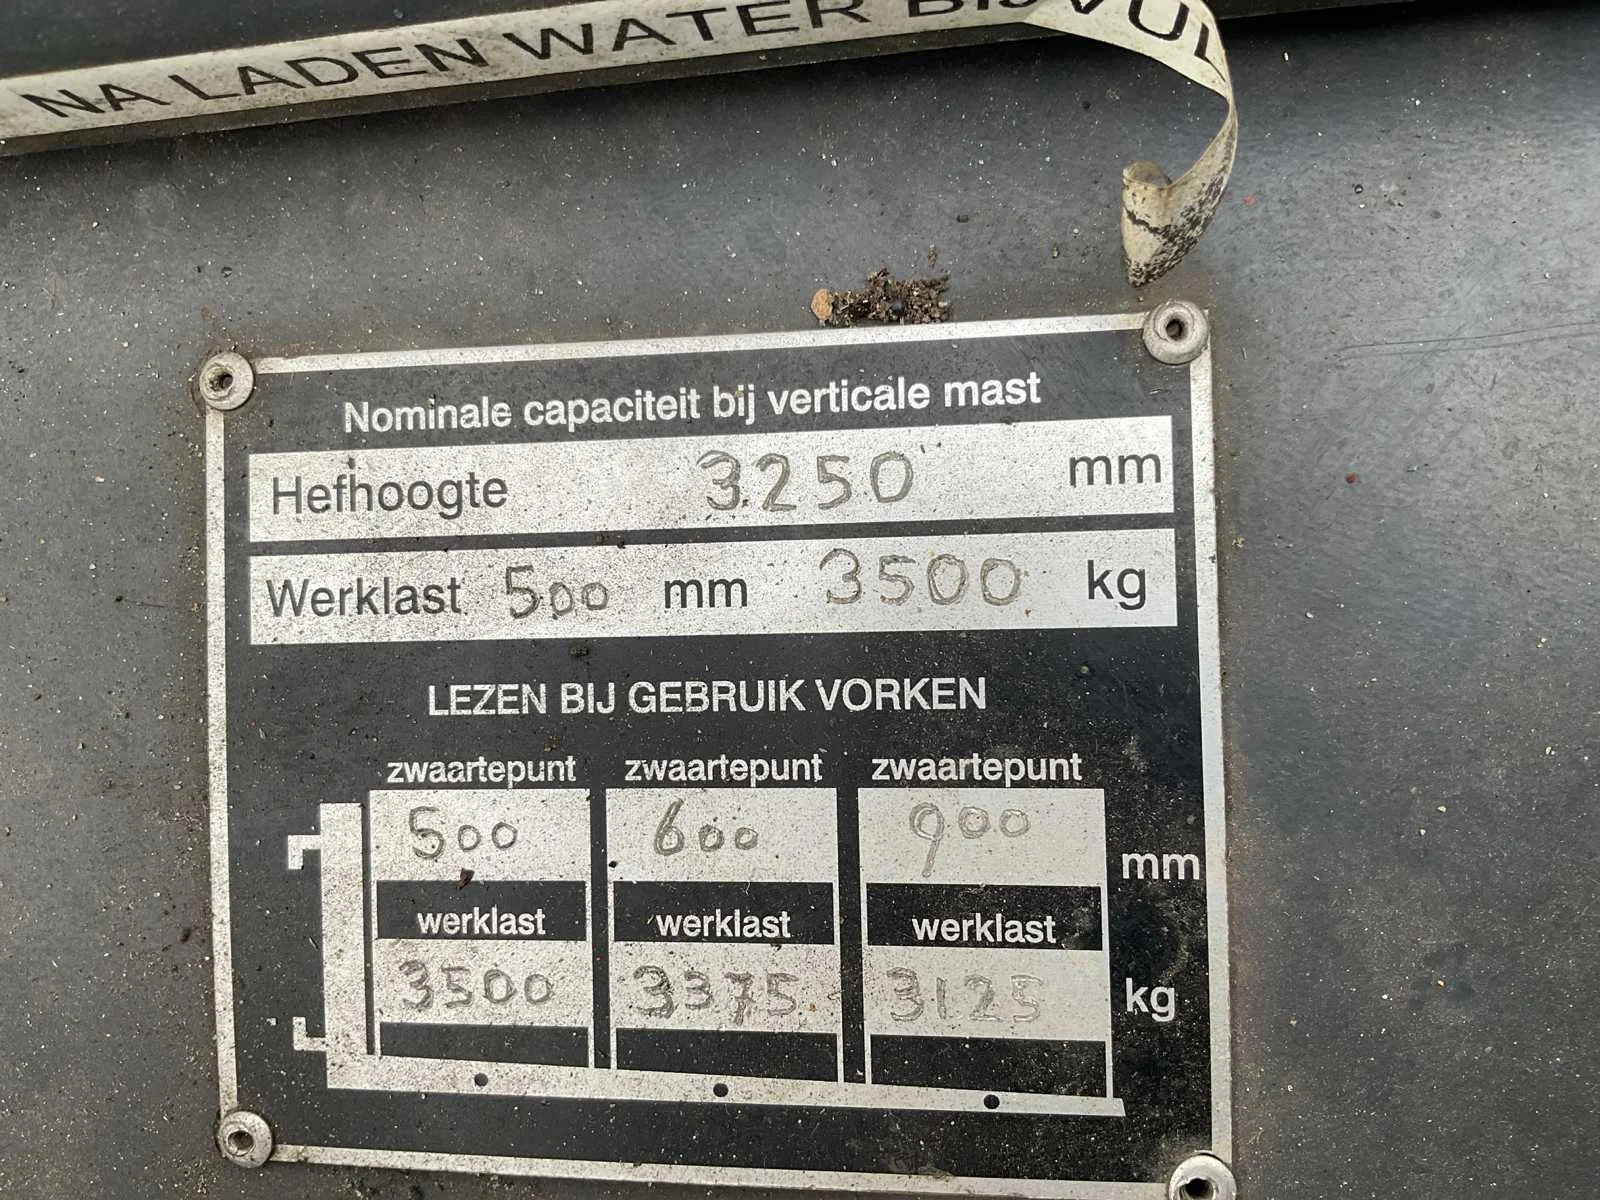 NA LADEN WATER BIJVUL
Nominale capaciteit bij verticale mast
Hefhoogte 3250 mm
Werklast 500 mm 3500 kg
LEZEN BIJ GEBRUIK VORKEN
zwaartepunt zwaartepunt zwaartepunt
500 600 900 mm
werklast werklast werklast
3500 3375 3125 kg